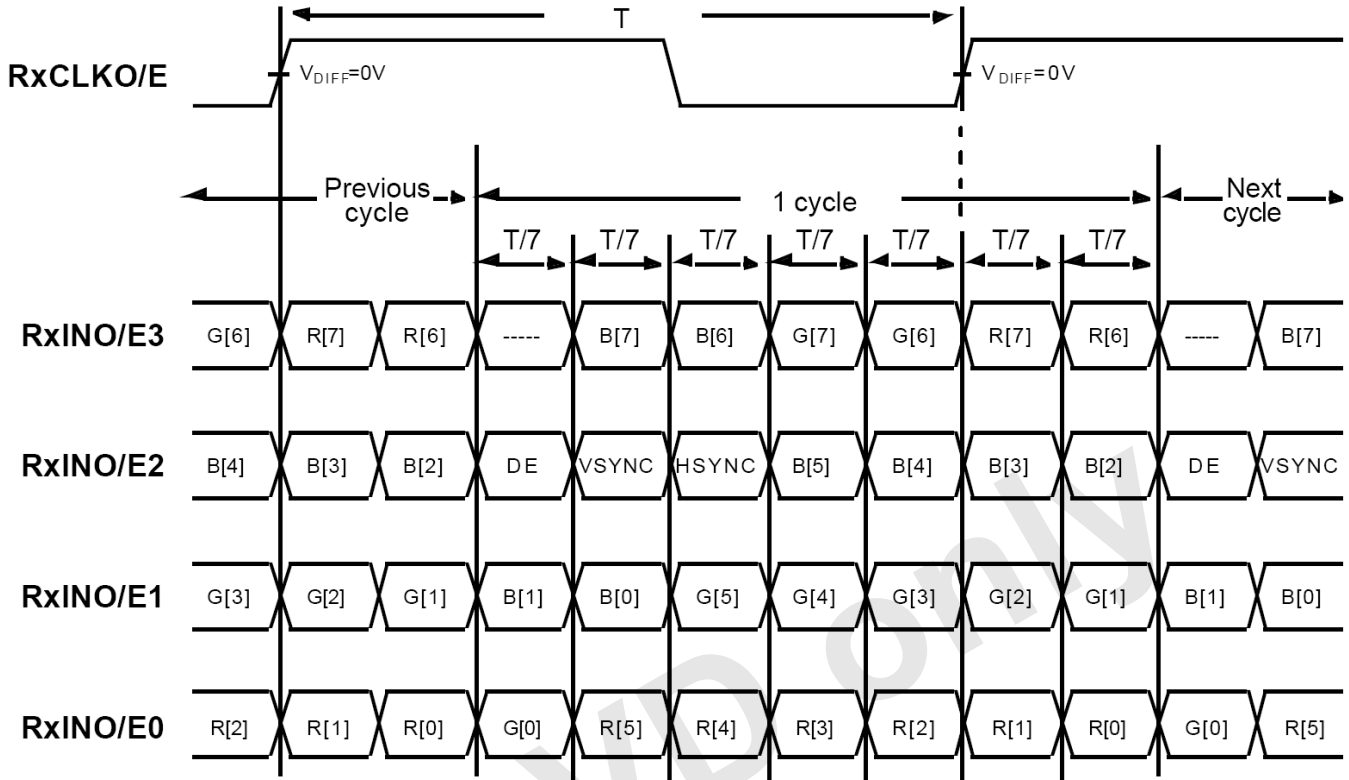 T
RxCLKO/E VDIFF=0V VDIFF=0V
Previous cycle 1 cycle Next cycle
T/7 T/7 T/7 T/7 T/7 T/7 T/7
RxINO/E3 G[6] R[7] R[6] ----- B[7] B[6] G[7] G[6] R[7] R[6] ----- B[7]
RxINO/E2 B[4] B[3] B[2] DE VSYNC HSYNC B[5] B[4] B[3] B[2] DE VSYNC
RxINO/E1 G[3] G[2] G[1] B[1] B[0] G[5] G[4] G[3] G[2] G[1] B[1] B[0]
RxINO/E0 R[2] R[1] R[0] G[0] R[5] R[4] R[3] R[2] R[1] R[0] G[0] R[5]
only